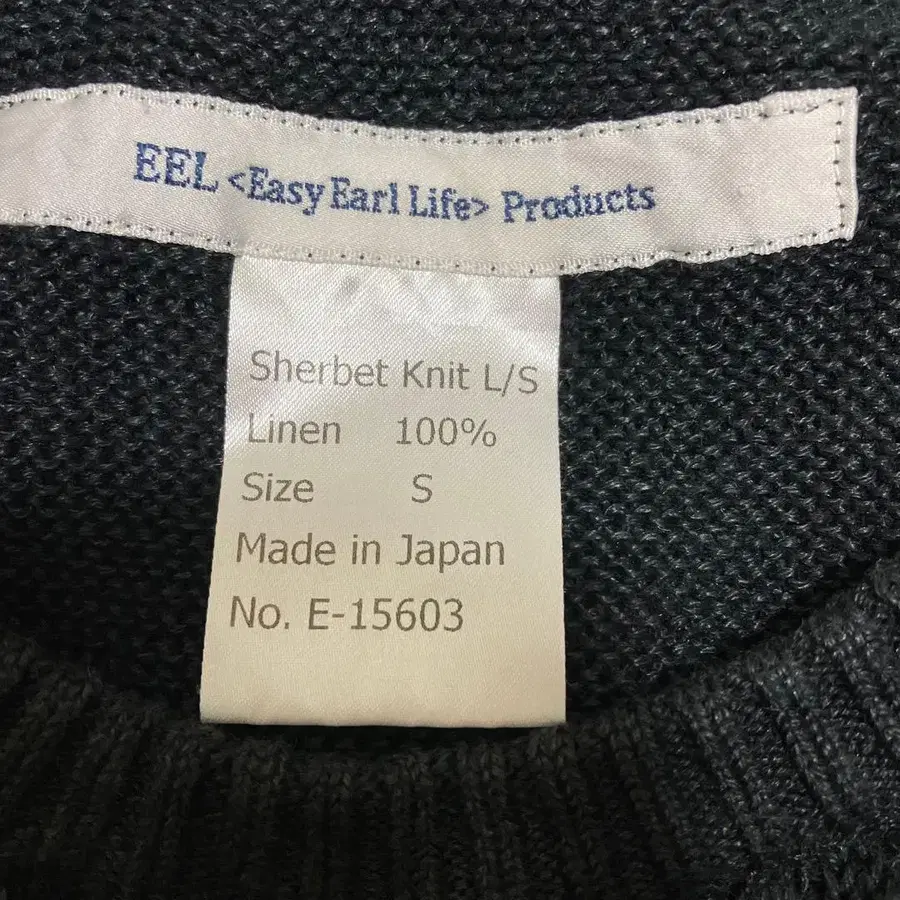 EEL <Easy Earl Life> Products
Sherbet Knit L/S
Linen 100%
Size S
Made in Japan
No. E-15603